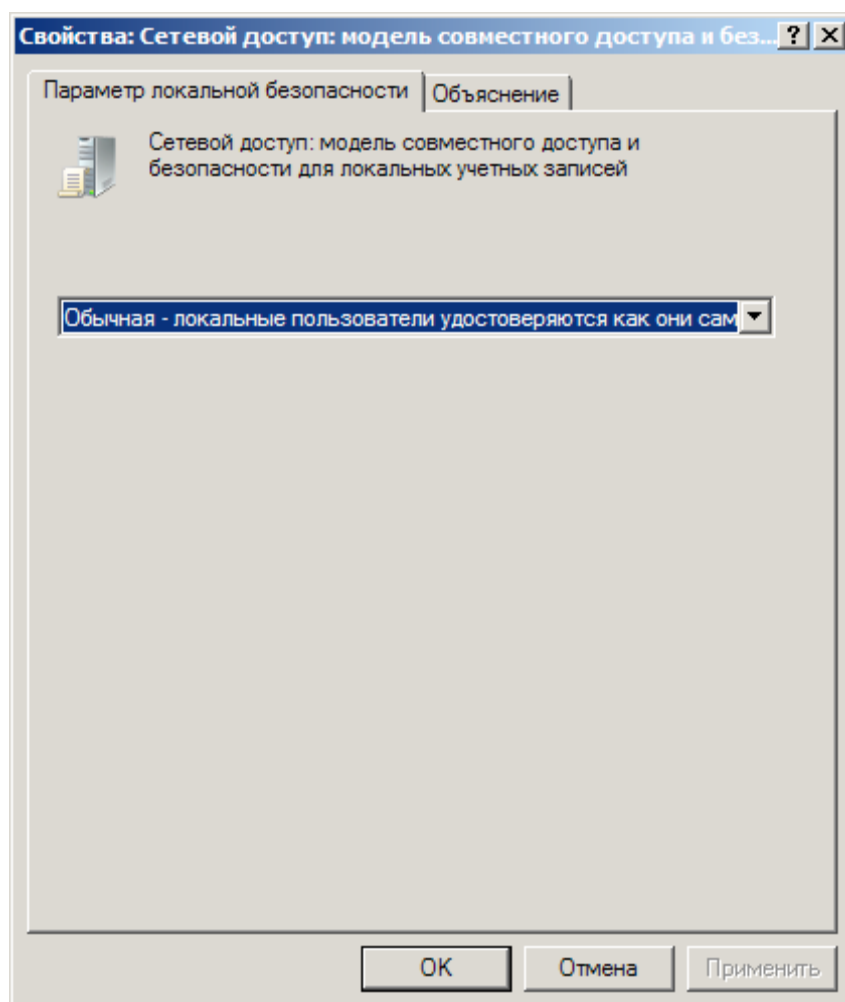 Свойства: Сетевой доступ: модель совместного доступа и без...
Параметр локальной безопасности
Объяснение
Сетевой доступ: модель совместного доступа и
безопасности для локальных учетных записей
Обычная - локальные пользователи удостоверяются как они сам
OK
Отмена
Применить